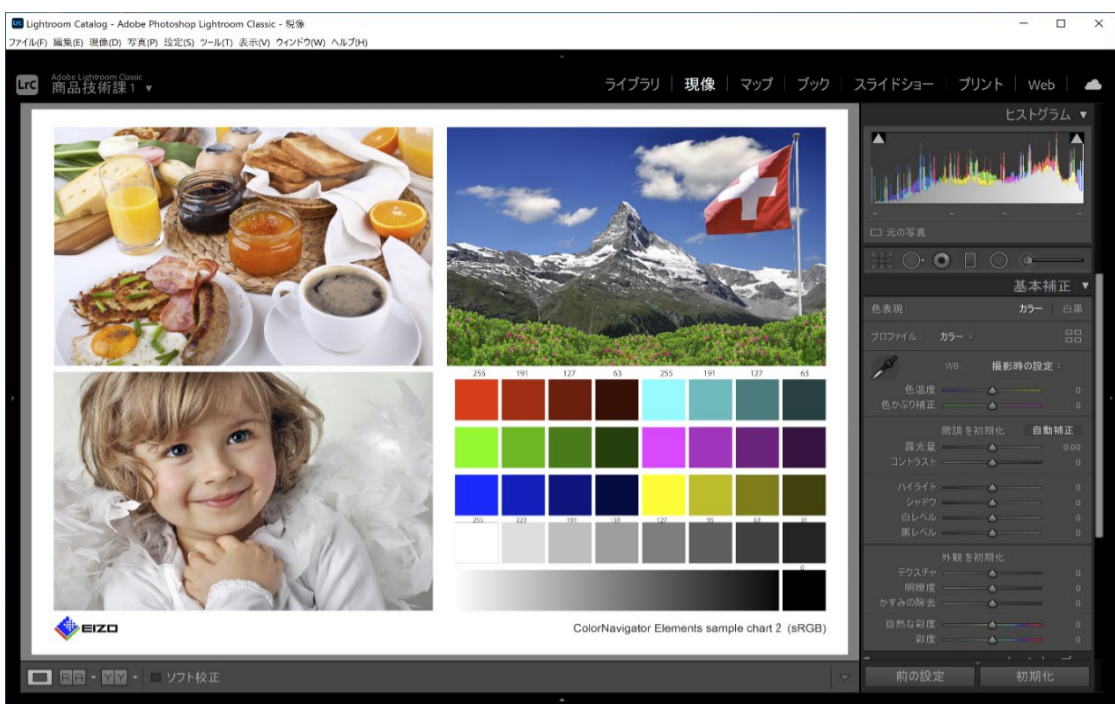 Lightroom Catalog - Adobe Photoshop Lightroom Classic - 現像
ファイル(F) 編集(E) 現像(D) 写真(P) 設定(S) ツール(T) 表示(V) ウィンドウ(W) ヘルプ(H)
LrC
Adobe Lightroom Classic
商品技術課1
ライブラリ | 現像 | マップ | ブック | スライドショー | プリント | Web
ヒストグラム
元の写真
基本補正
色表現 : カラー | 白黒
プロファイル : カラー
WB : 撮影時の設定
色温度 0
色かぶり補正 0
階調を初期化 自動補正
露光量 0.00
コントラスト 0
ハイライト 0
シャドウ 0
白レベル 0
黒レベル 0
外観を初期化
テクスチャ 0
明瞭度 0
かすみの除去 0
自然な彩度 0
彩度 0
255 191 127 63 255 191 127 63
255 223 191 159 127 95 63 31
0
EIZO
ColorNavigator Elements sample chart 2 (sRGB)
RA YY ソフト校正
前の設定 初期化